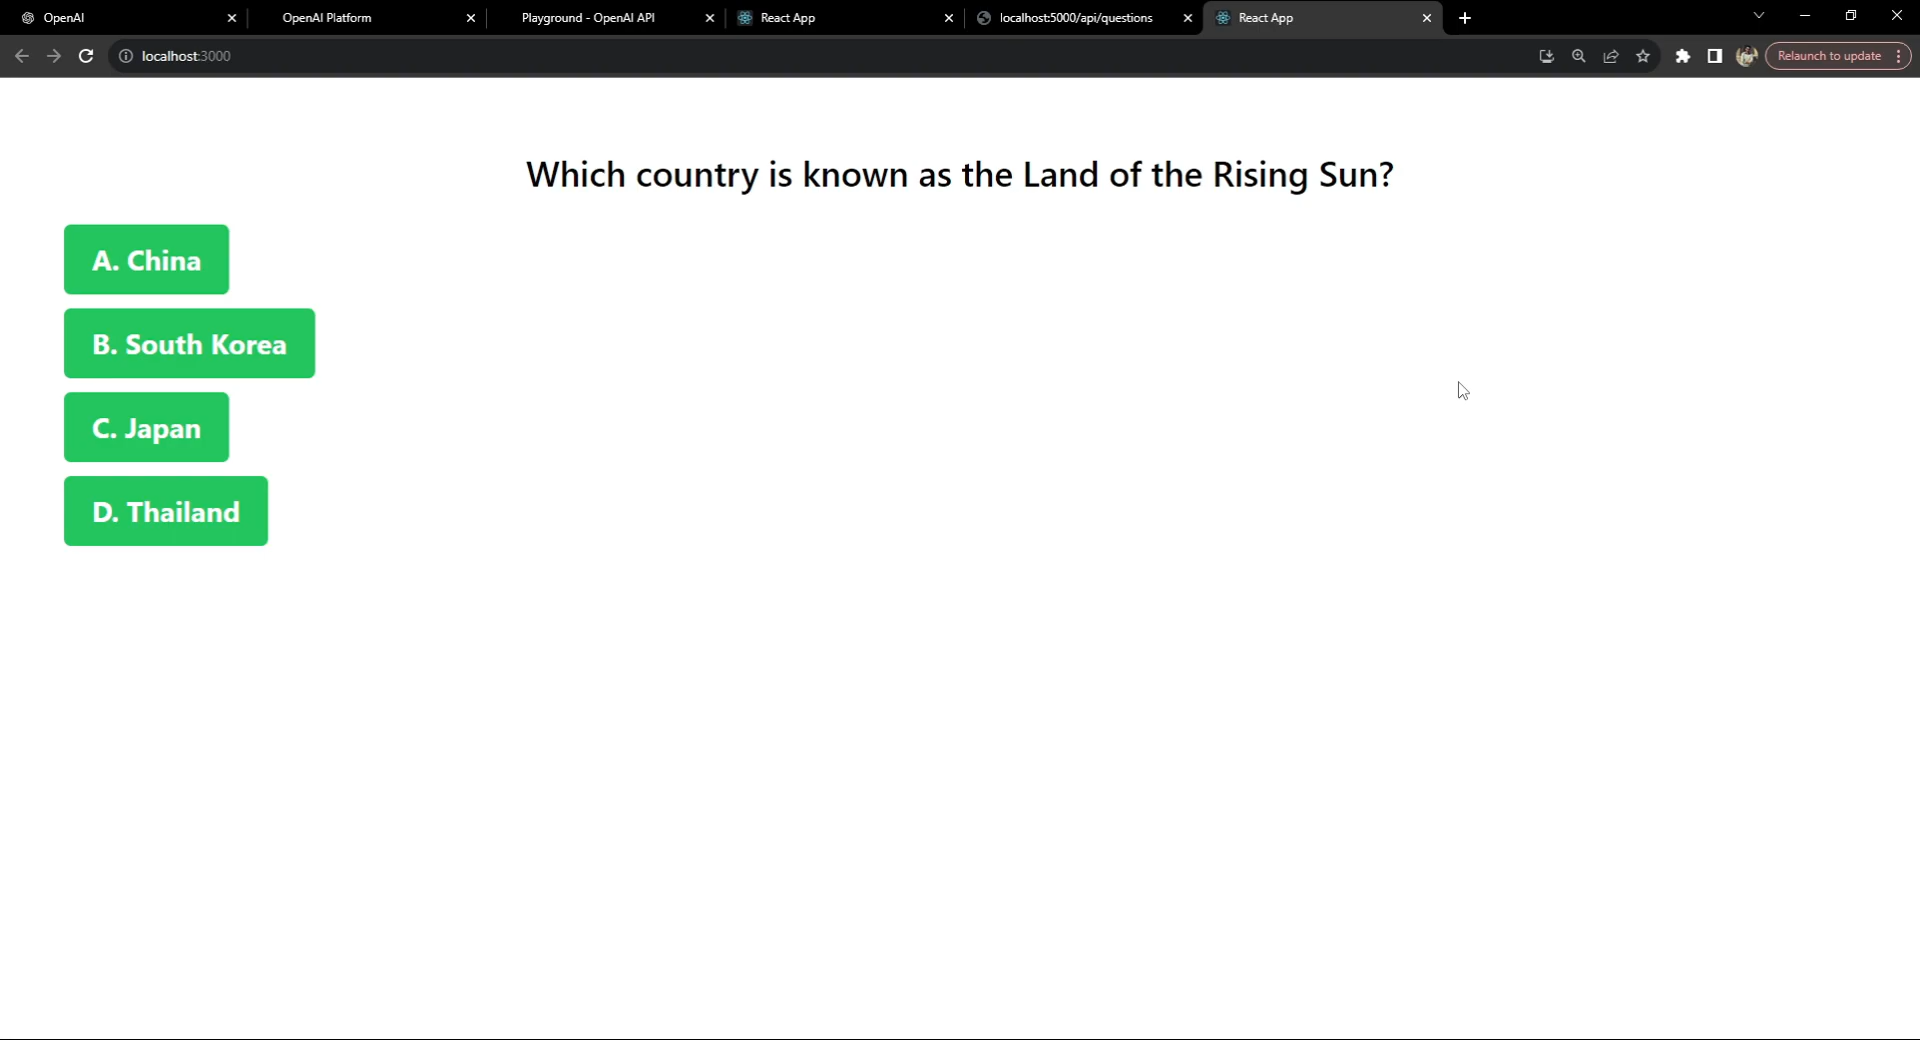 OpenAI
OpenAI Platform
Playground - OpenAI API
React App
localhost:5000/api/questions
React App
localhost:3000
Relaunch to update
Which country is known as the Land of the Rising Sun?
A. China
B. South Korea
C. Japan
D. Thailand